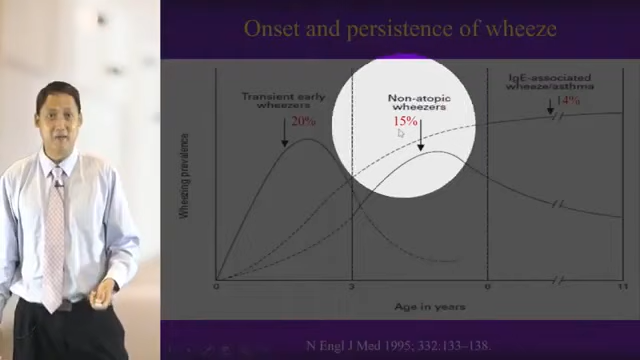 Onset and persistence of wheeze
Transient early
wheezers
20%
Non-atopic
wheezers
15%
IgE-associated
wheeze/asthma
14%
Wheezing prevalence
0
3
6
11
Age in years
N Engl J Med 1995; 332:133–138.